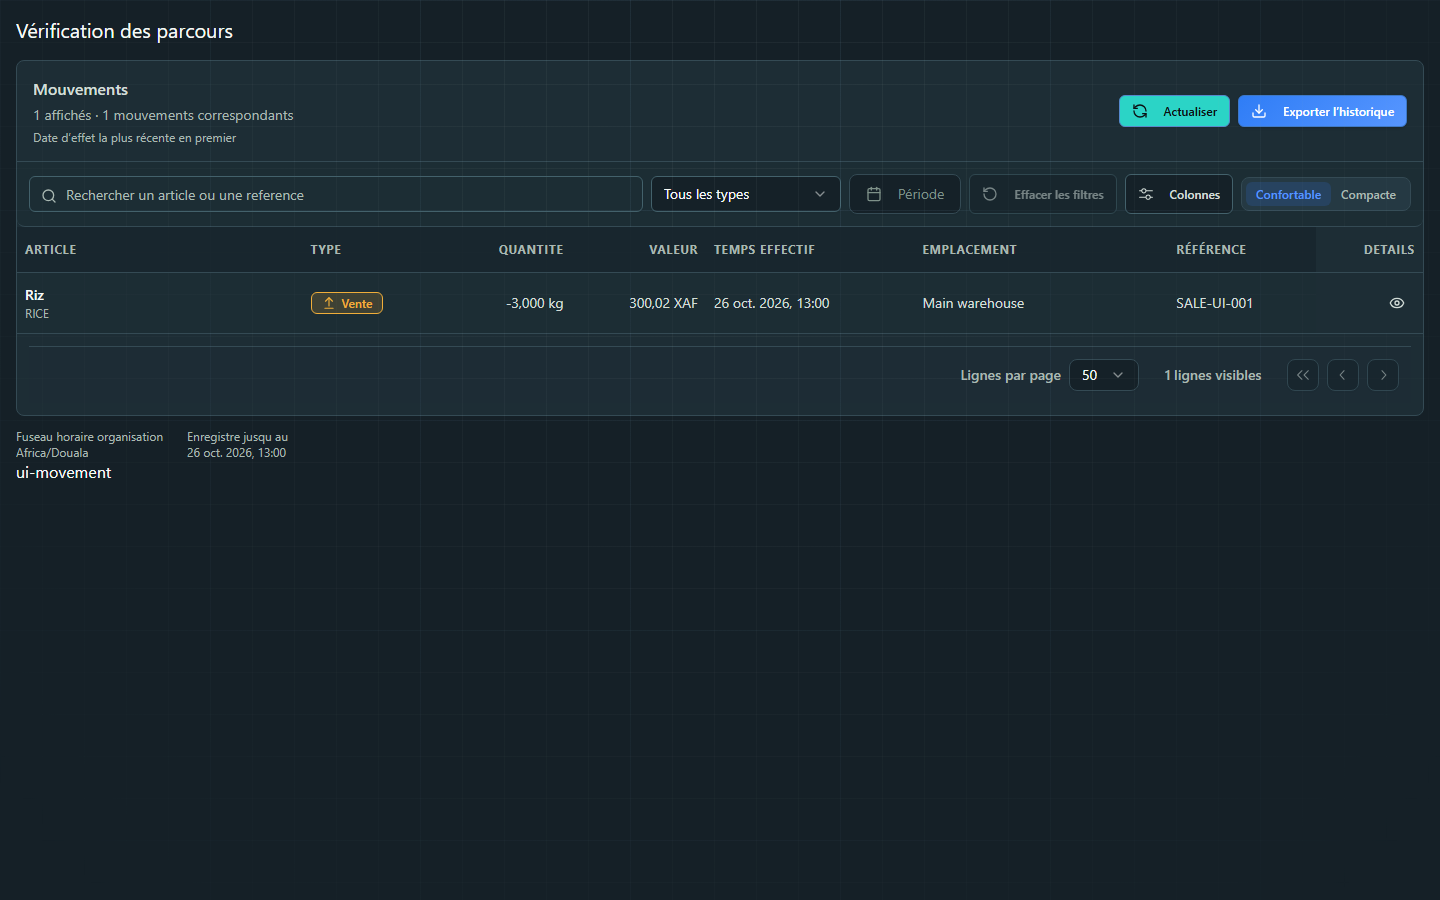 Vérification des parcours
Mouvements
1 affichés · 1 mouvements correspondants
Date d'effet la plus récente en premier
Actualiser
Exporter l'historique
Rechercher un article ou une reference
Tous les types
Période
Effacer les filtres
Colonnes
Confortable
Compacte
ARTICLE TYPE QUANTITE VALEUR TEMPS EFFECTIF EMPLACEMENT RÉFÉRENCE DETAILS
Riz
RICE
Vente
-3,000 kg
300,02 XAF
26 oct. 2026, 13:00
Main warehouse
SALE-UI-001
Lignes par page
50
1 lignes visibles
Fuseau horaire organisation
Africa/Douala
Enregistre jusqu au
26 oct. 2026, 13:00
ui-movement